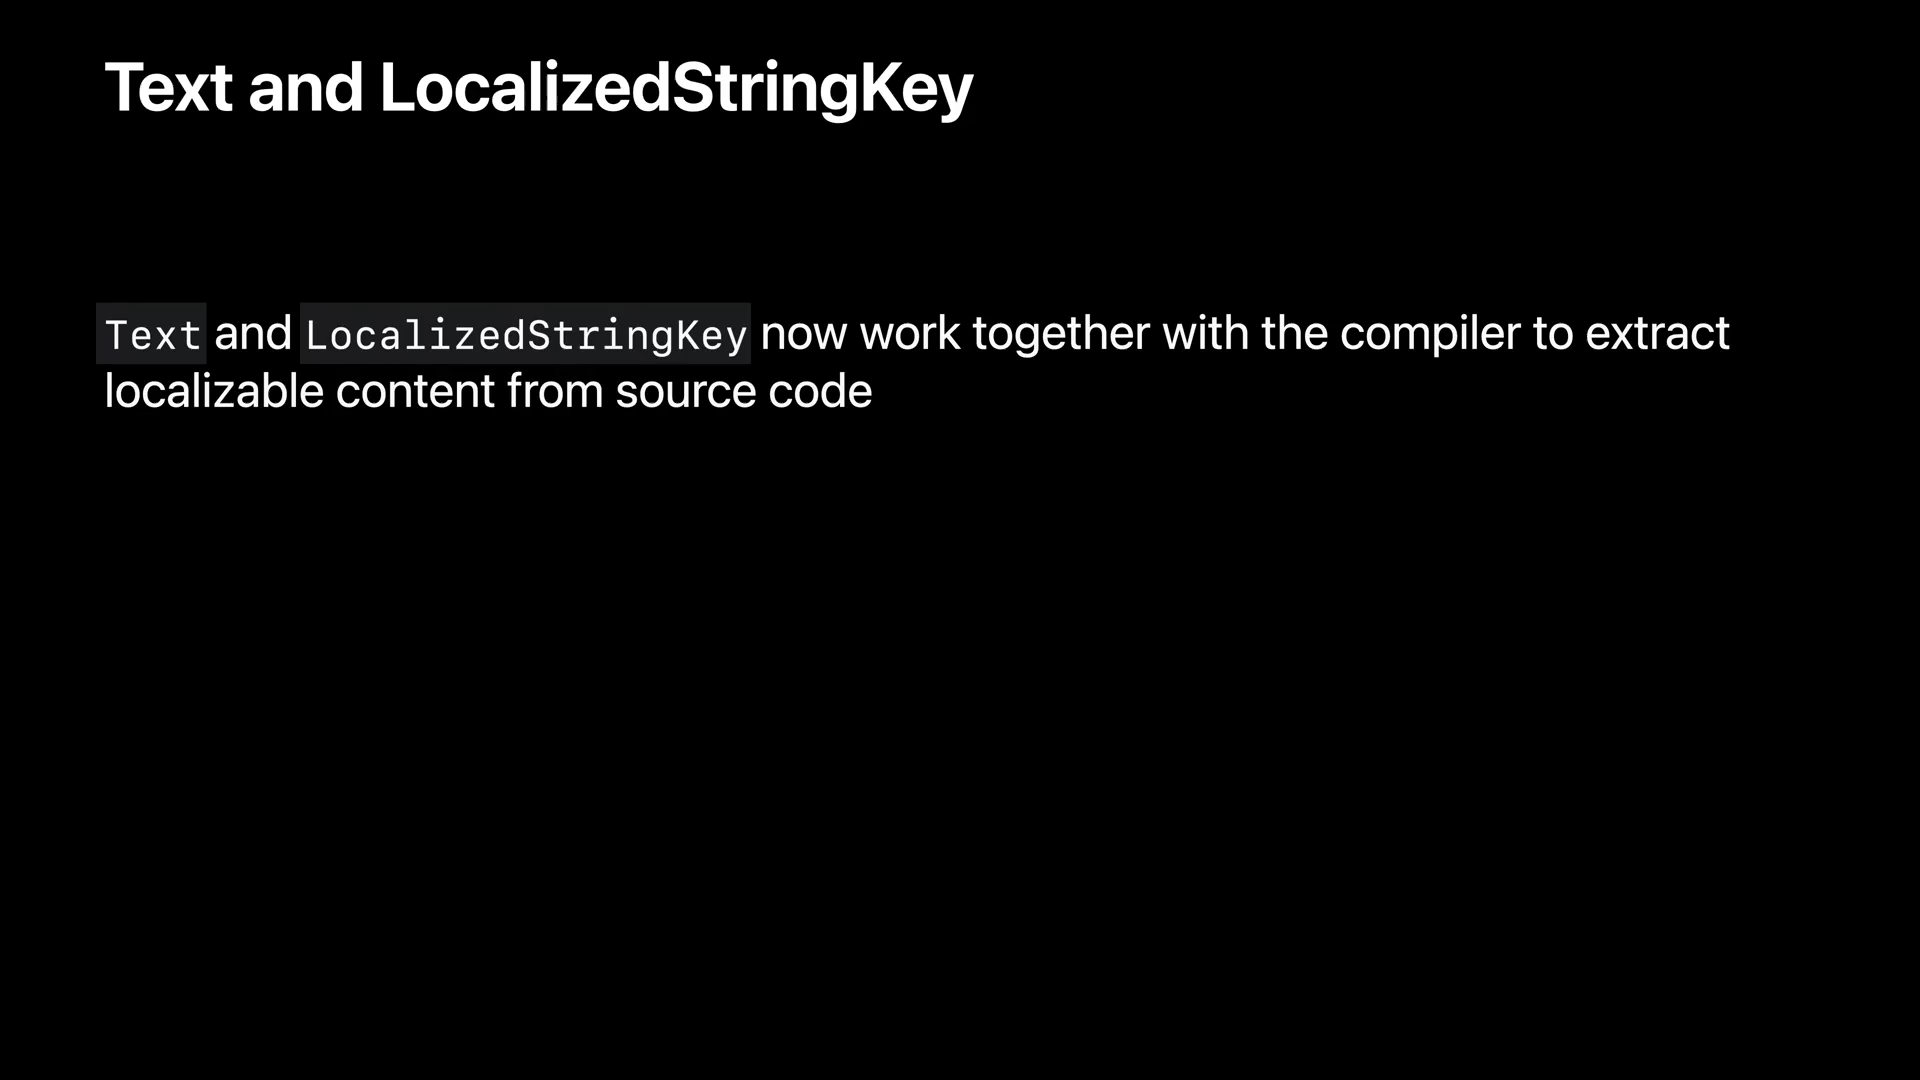 Text and LocalizedStringKey
Text and LocalizedStringKey now work together with the compiler to extract
localizable content from source code